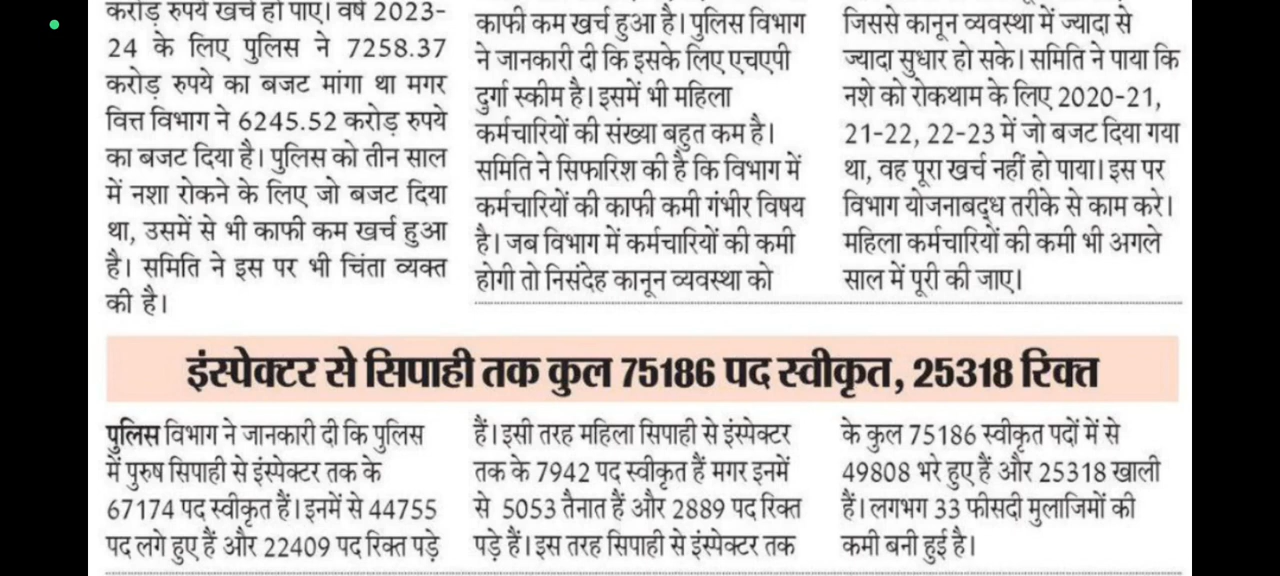 करोड़ रुपये खर्च हो पाए। वर्ष 2023-
24 के लिए पुलिस ने 7258.37
करोड़ रुपये का बजट मांगा था मगर
वित्त विभाग ने 6245.52 करोड़ रुपये
का बजट दिया है। पुलिस को तीन साल
में नशा रोकने के लिए जो बजट दिया
था, उसमें से भी काफी कम खर्च हुआ
है। समिति ने इस पर भी चिंता व्यक्त
की है।
काफी कम खर्च हुआ है। पुलिस विभाग
ने जानकारी दी कि इसके लिए एचएपी
दुर्गा स्कीम है। इसमें भी महिला
कर्मचारियों की संख्या बहुत कम है।
समिति ने सिफारिश की है कि विभाग में
कर्मचारियों की काफी कमी गंभीर विषय
है। जब विभाग में कर्मचारियों की कमी
होगी तो निसंदेह कानून व्यवस्था को
जिससे कानून व्यवस्था में ज्यादा से
ज्यादा सुधार हो सके। समिति ने पाया कि
नशे को रोकथाम के लिए 2020-21,
21-22, 22-23 में जो बजट दिया गया
था, वह पूरा खर्च नहीं हो पाया। इस पर
विभाग योजनाबद्ध तरीके से काम करे।
महिला कर्मचारियों की कमी भी अगले
साल में पूरी की जाए।
इंस्पेक्टर से सिपाही तक कुल 75186 पद स्वीकृत, 25318 रिक्त
पुलिस विभाग ने जानकारी दी कि पुलिस
में पुरुष सिपाही से इंस्पेक्टर तक के
67174 पद स्वीकृत हैं। इनमें से 44755
पद लगे हुए हैं और 22409 पद रिक्त पड़े
हैं। इसी तरह महिला सिपाही से इंस्पेक्टर
तक के 7942 पद स्वीकृत हैं मगर इनमें
से 5053 तैनात हैं और 2889 पद रिक्त
पड़े हैं। इस तरह सिपाही से इंस्पेक्टर तक
के कुल 75186 स्वीकृत पदों में से
49808 भरे हुए हैं और 25318 खाली
हैं। लगभग 33 फीसदी मुलाजिमों की
कमी बनी हुई है।